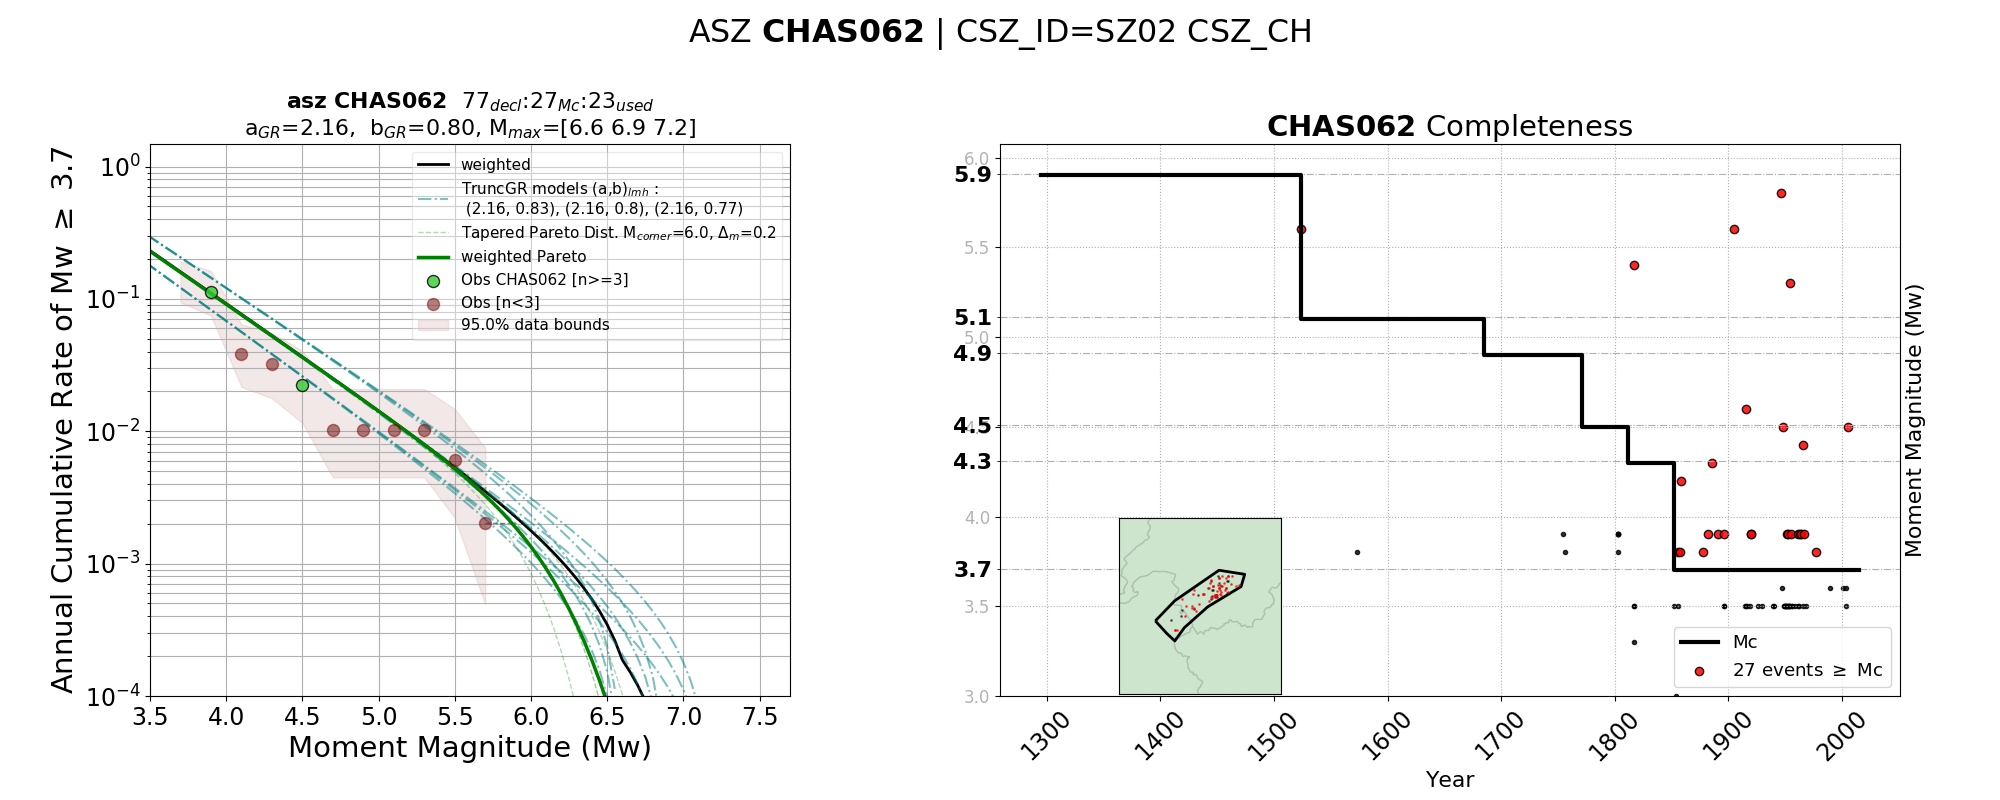 ASZ CHAS062 | CSZ_ID=SZ02 CSZ_CH
asz CHAS062 77decl:27Mc:23used
aGR=2.16, bGR=0.80, Mmax=[6.6 6.9 7.2]
Annual Cumulative Rate of Mw ≥ 3.7
10^0
10^−1
10^−2
10^−3
10^−4
weighted
TruncGR models (a,b)lmh :
(2.16, 0.83), (2.16, 0.8), (2.16, 0.77)
Tapered Pareto Dist. Mcorner=6.0, Δm=0.2
weighted Pareto
Obs CHAS062 [n>=3]
Obs [n<3]
95.0% data bounds
3.5 4.0 4.5 5.0 5.5 6.0 6.5 7.0 7.5
Moment Magnitude (Mw)
CHAS062 Completeness
6.0
5.9
5.5
5.1
5.0
4.9
4.5
4.5
4.3
4.0
3.7
3.5
3.0
Moment Magnitude (Mw)
Mc
27 events ≥ Mc
1300 1400 1500 1600 1700 1800 1900 2000
Year